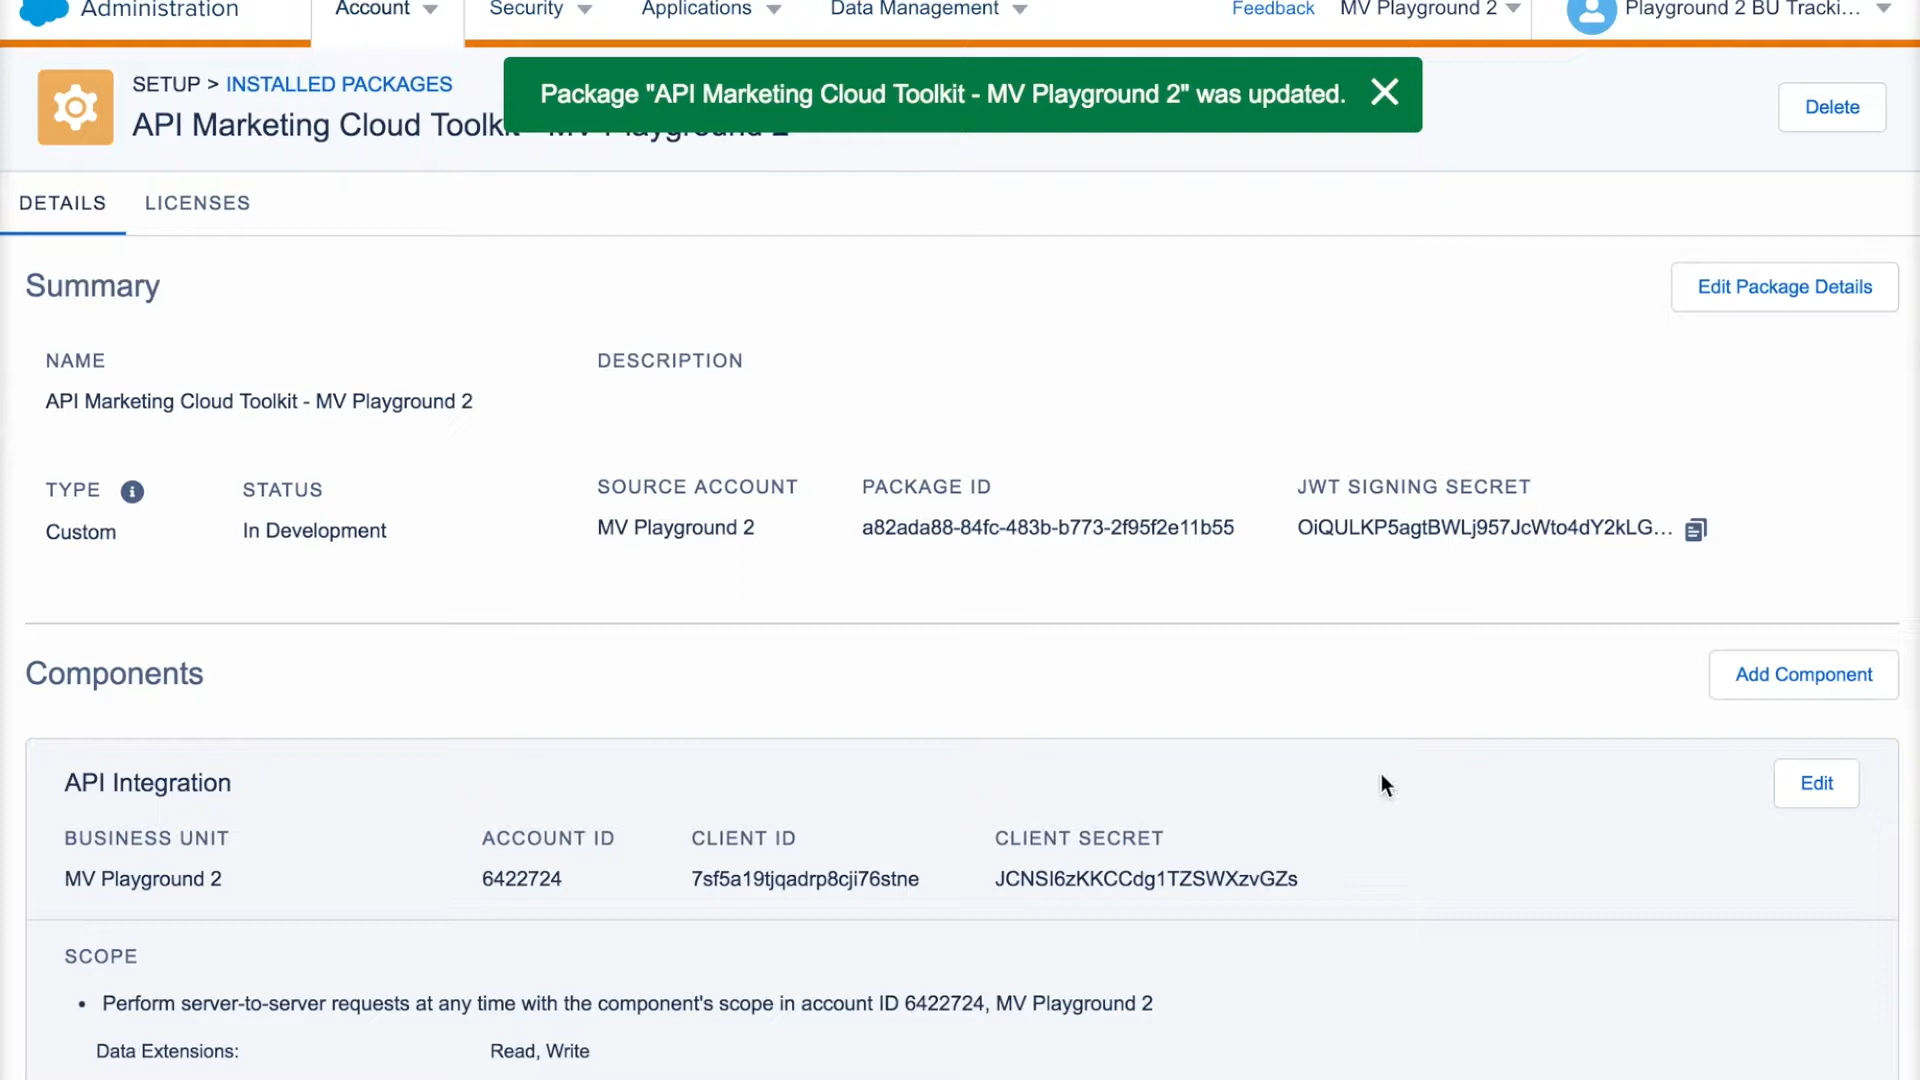 Administration
Account
Security
Applications
Data Management
Feedback
MV Playground 2
Playground 2 BU Tracki...
SETUP > INSTALLED PACKAGES
API Marketing Cloud Toolkit - MV Playground 2
Package "API Marketing Cloud Toolkit - MV Playground 2" was updated.
Delete
DETAILS
LICENSES
Summary
Edit Package Details
NAME
DESCRIPTION
API Marketing Cloud Toolkit - MV Playground 2
TYPE
STATUS
SOURCE ACCOUNT
PACKAGE ID
JWT SIGNING SECRET
Custom
In Development
MV Playground 2
a82ada88-84fc-483b-b773-2f95f2e11b55
OiQULKP5agtBWLj957JcWto4dY2kLG...
Components
Add Component
API Integration
Edit
BUSINESS UNIT
ACCOUNT ID
CLIENT ID
CLIENT SECRET
MV Playground 2
6422724
7sf5a19tjqadrp8cji76stne
JCNSI6zKKCCdg1TZSWXzvGZs
SCOPE
• Perform server-to-server requests at any time with the component's scope in account ID 6422724, MV Playground 2
Data Extensions:
Read, Write